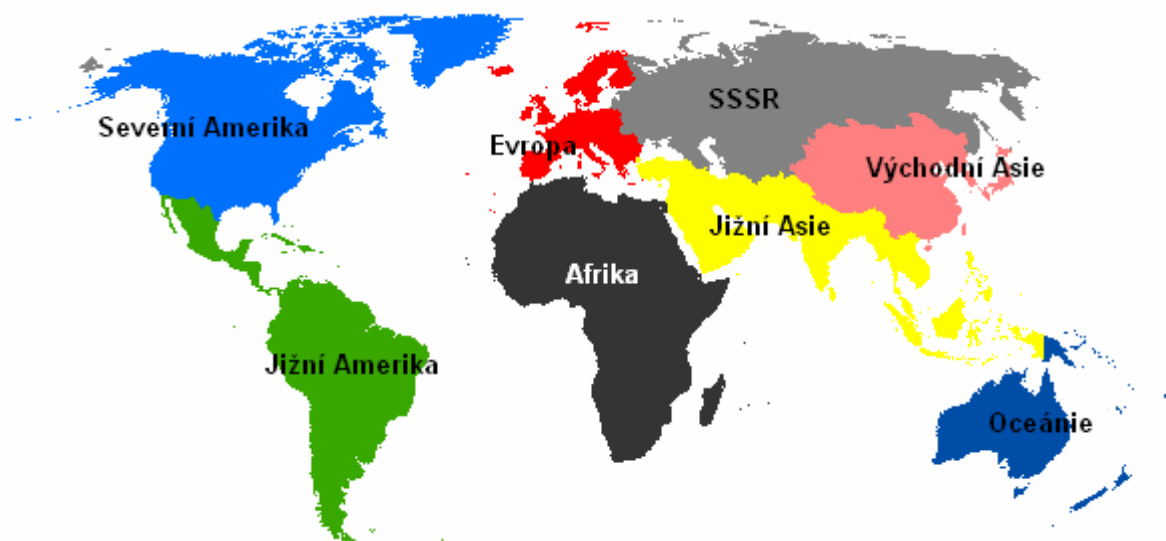 Severní Amerika
SSSR
Evropa
Východní Asie
Jižní Asie
Afrika
Jižní Amerika
Oceánie